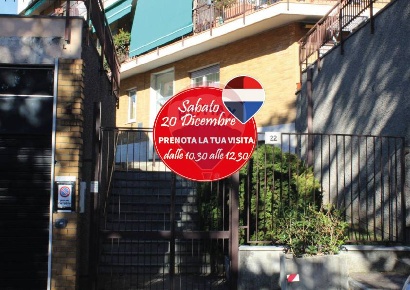 Sabato
20 Dicembre
PRENOTA LA TUA VISITA
dalle 10.30 alle 12.30
22